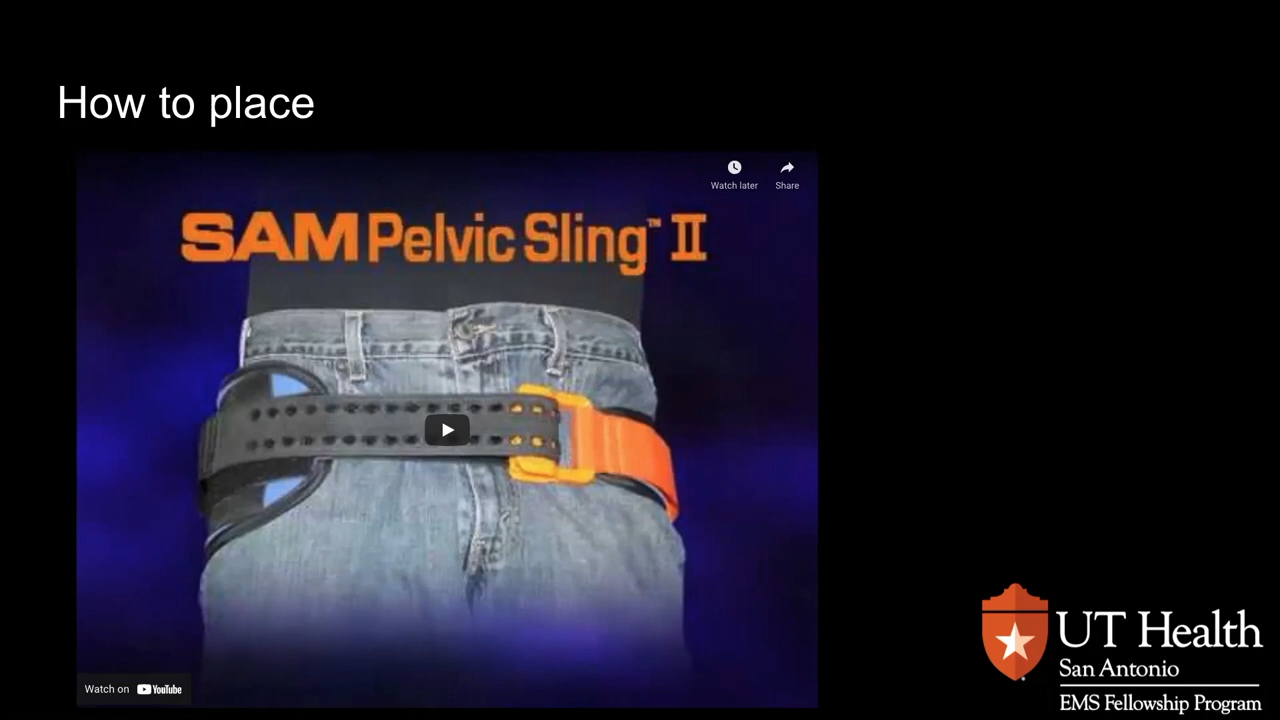 How to place
Watch later
Share
SAM Pelvic Sling™ II
Watch on YouTube
UT Health
San Antonio
EMS Fellowship Program